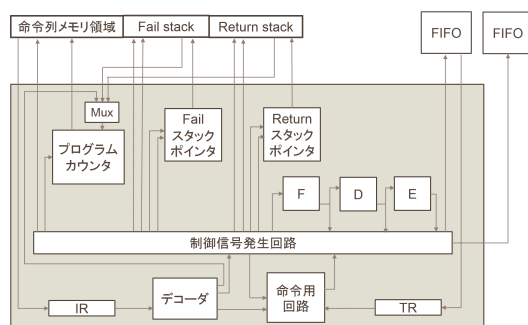 命令列メモリ領域 Fail stack Return stack
FIFO FIFO
Mux
プログラム
カウンタ
Fail
スタック
ポインタ
Return
スタック
ポインタ
F D E
制御信号発生回路
IR
デコーダ
命令用
回路
TR